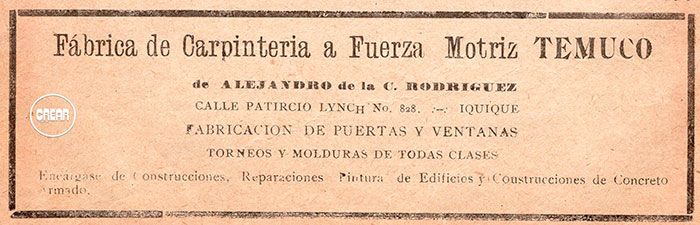 Fábrica de Carpinteria a Fuerza Motriz TEMUCO
de ALEJANDRO de la C. RODRIGUEZ
CALLE PATIRCIO LYNCH No. 828. .–. IQUIQUE
CREAR
FABRICACION DE PUERTAS Y VENTANAS
TORNEOS Y MOLDURAS DE TODAS CLASES
Encárgase de Construcciones, Reparaciones Pintura de Edificios y Coustrucciones de Concreto
Armado.